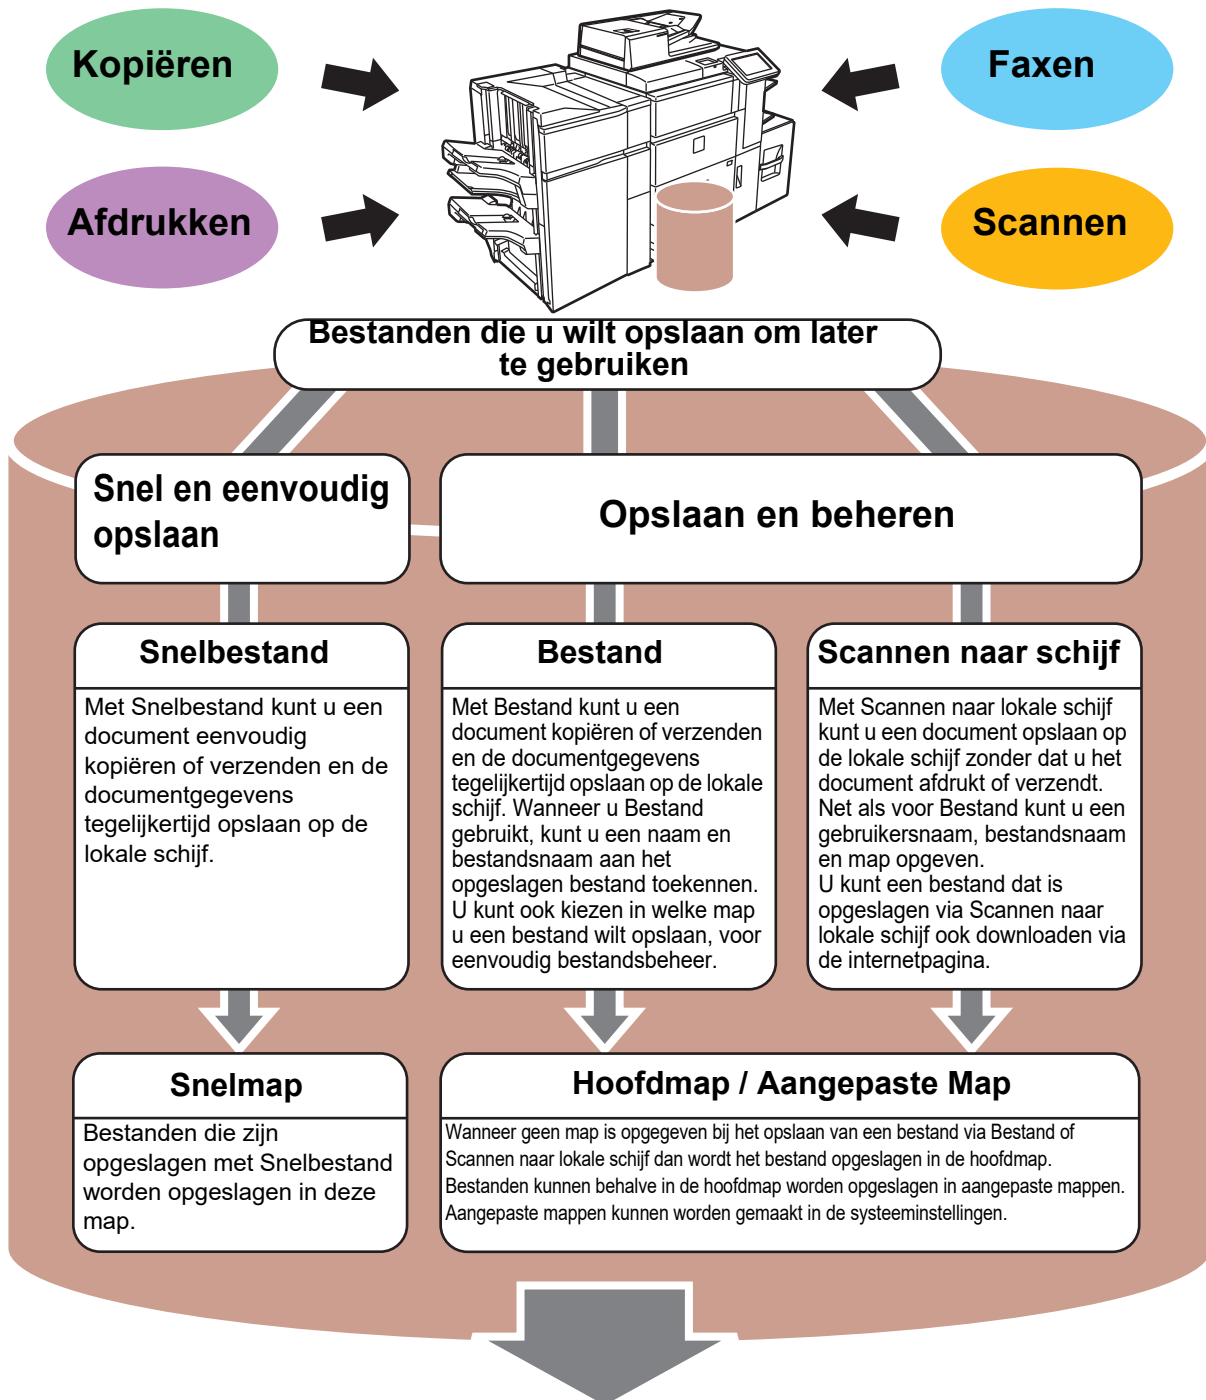 Kopiëren
Faxen
Afdrukken
Scannen
Bestanden die u wilt opslaan om later
te gebruiken
Snel en eenvoudig
opslaan
Opslaan en beheren
Snelbestand
Met Snelbestand kunt u een
document eenvoudig
kopiëren of verzenden en de
documentgegevens
tegelijkertijd opslaan op de
lokale schijf.
Bestand
Met Bestand kunt u een
document kopiëren of verzenden
en de documentgegevens
tegelijkertijd opslaan op de lokale
schijf. Wanneer u Bestand
gebruikt, kunt u een naam en
bestandsnaam aan het
opgeslagen bestand toekennen.
U kunt ook kiezen in welke map
u een bestand wilt opslaan, voor
eenvoudig bestandsbeheer.
Scannen naar schijf
Met Scannen naar lokale schijf
kunt u een document opslaan op
de lokale schijf zonder dat u het
document afdrukt of verzendt.
Net als voor Bestand kunt u een
gebruikersnaam, bestandsnaam
en map opgeven.
U kunt een bestand dat is
opgeslagen via Scannen naar
lokale schijf ook downloaden via
de internetpagina.
Snelmap
Bestanden die zijn
opgeslagen met Snelbestand
worden opgeslagen in deze
map.
Hoofdmap / Aangepaste Map
Wanneer geen map is opgegeven bij het opslaan van een bestand via Bestand of
Scannen naar lokale schijf dan wordt het bestand opgeslagen in de hoofdmap.
Bestanden kunnen behalve in de hoofdmap worden opgeslagen in aangepaste mappen.
Aangepaste mappen kunnen worden gemaakt in de systeeminstellingen.